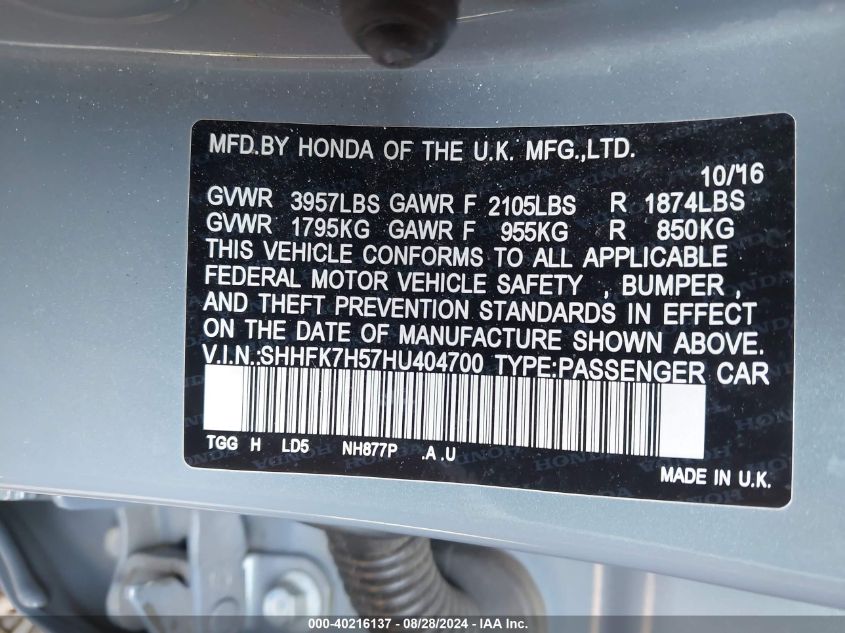 MFD.BY HONDA OF THE U.K. MFG.,LTD.
10/'16
GVWR 3957LBS GAWR F 2105LBS R 1874LBS
GVWR 1795KG GAWR F 955KG R 850KG
THIS VEHICLE CONFORMS TO ALL APPLICABLE
FEDERAL MOTOR VEHICLE SAFETY , BUMPER ,
AND THEFT PREVENTION STANDARDS IN EFFECT
ON THE DATE OF MANUFACTURE SHOWN ABOVE.
V.I.N.:SHHFK7H57HU404700 TYPE:PASSENGER CAR
TGG H LD5 NH877P .A .U
MADE IN U.K.
000-40216137 - 08/28/2024 - IAA Inc.